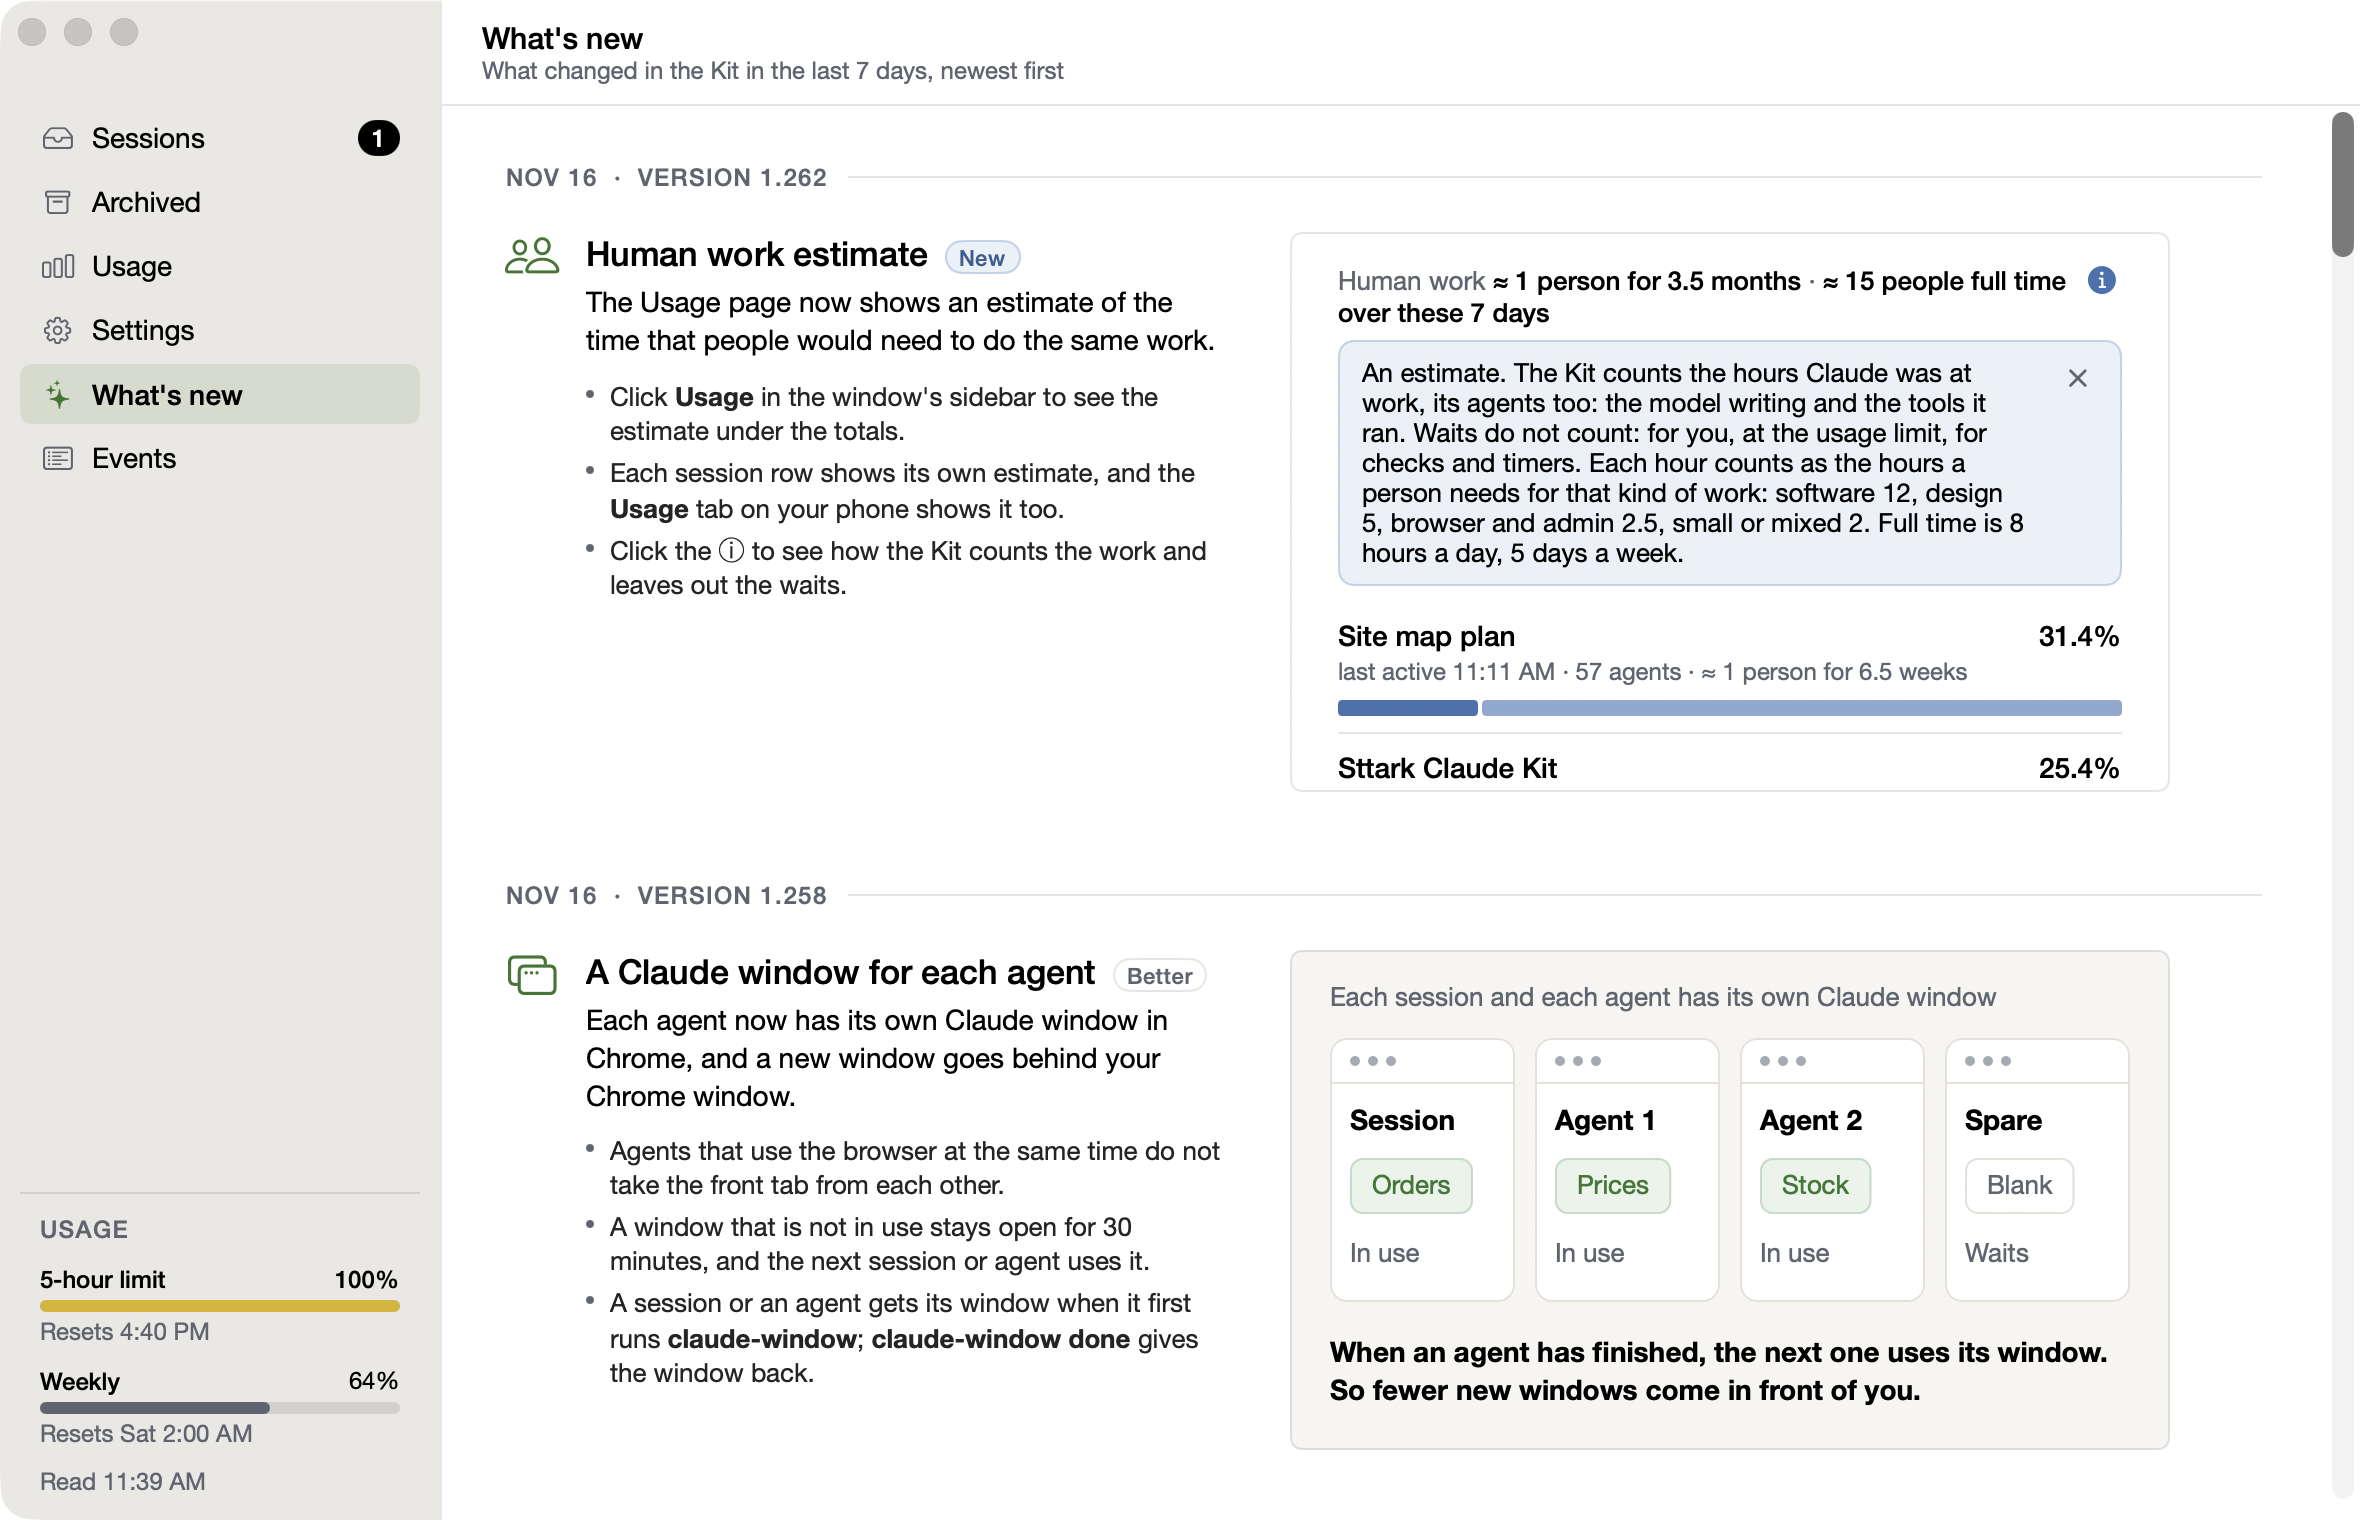 What's new
What changed in the Kit in the last 7 days, newest first
Sessions 1
Archived
Usage
Settings
What's new
Events
USAGE
5-hour limit 100%
Resets 4:40 PM
Weekly 64%
Resets Sat 2:00 AM
Read 11:39 AM
NOV 16 · VERSION 1.262
Human work estimate New
The Usage page now shows an estimate of the
time that people would need to do the same work.
• Click Usage in the window's sidebar to see the
estimate under the totals.
• Each session row shows its own estimate, and the
Usage tab on your phone shows it too.
• Click the ⓘ to see how the Kit counts the work and
leaves out the waits.
Human work ≈ 1 person for 3.5 months · ≈ 15 people full time
over these 7 days
An estimate. The Kit counts the hours Claude was at
work, its agents too: the model writing and the tools it
ran. Waits do not count: for you, at the usage limit, for
checks and timers. Each hour counts as the hours a
person needs for that kind of work: software 12, design
5, browser and admin 2.5, small or mixed 2. Full time is 8
hours a day, 5 days a week.
Site map plan 31.4%
last active 11:11 AM · 57 agents · ≈ 1 person for 6.5 weeks
Sttark Claude Kit 25.4%
NOV 16 · VERSION 1.258
A Claude window for each agent Better
Each agent now has its own Claude window in
Chrome, and a new window goes behind your
Chrome window.
• Agents that use the browser at the same time do not
take the front tab from each other.
• A window that is not in use stays open for 30
minutes, and the next session or agent uses it.
• A session or an agent gets its window when it first
runs claude-window; claude-window done gives
the window back.
Each session and each agent has its own Claude window
Session Agent 1 Agent 2 Spare
Orders Prices Stock Blank
In use In use In use Waits
When an agent has finished, the next one uses its window.
So fewer new windows come in front of you.